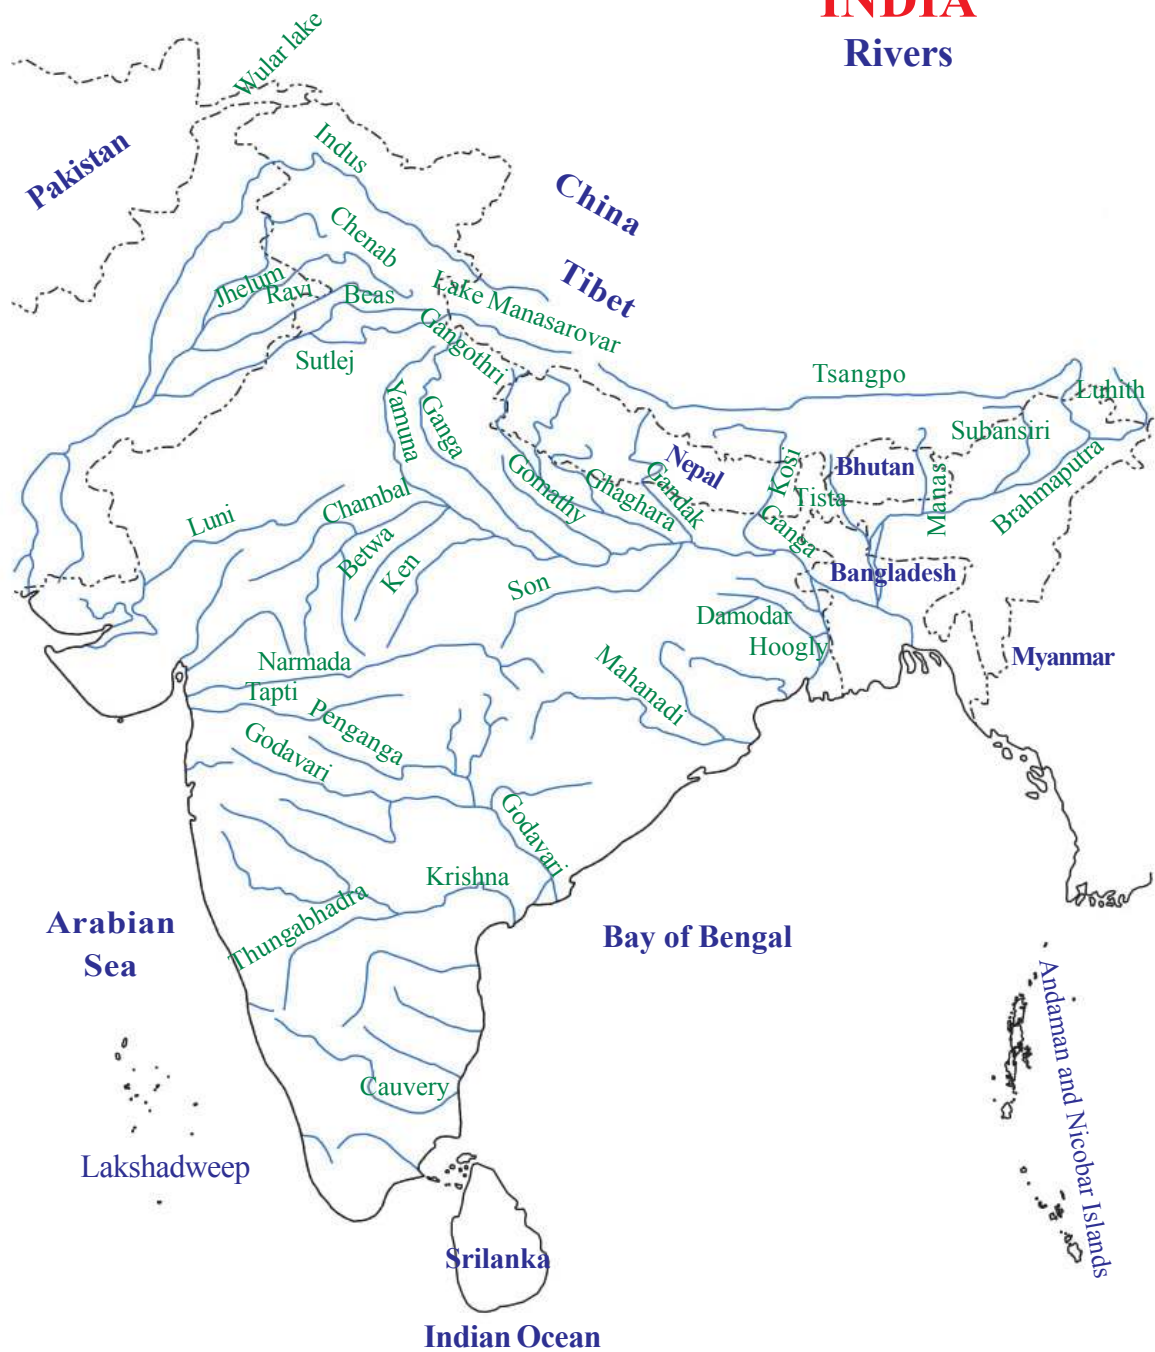 INDIA
Rivers
Wular lake
Pakistan
Indus
China
Chenab
Tibet
Jhelum
Ravi
Beas
Lake Manasarovar
Gangothri
Sutlej
Tsangpo
Luhith
Yamuna
Ganga
Subansiri
Nepal
Bhutan
Kosi
Manas
Brahmaputra
Gomathy
Ghaghara
Gandak
Tista
Luni
Chambal
Ganga
Betwa
Ken
Son
Bangladesh
Damodar
Hoogly
Myanmar
Narmada
Tapti
Mahanadi
Penganga
Godavari
Godavari
Krishna
Thungabhadra
Arabian
Sea
Bay of Bengal
Andaman and Nicobar Islands
Cauvery
Lakshadweep
Srilanka
Indian Ocean